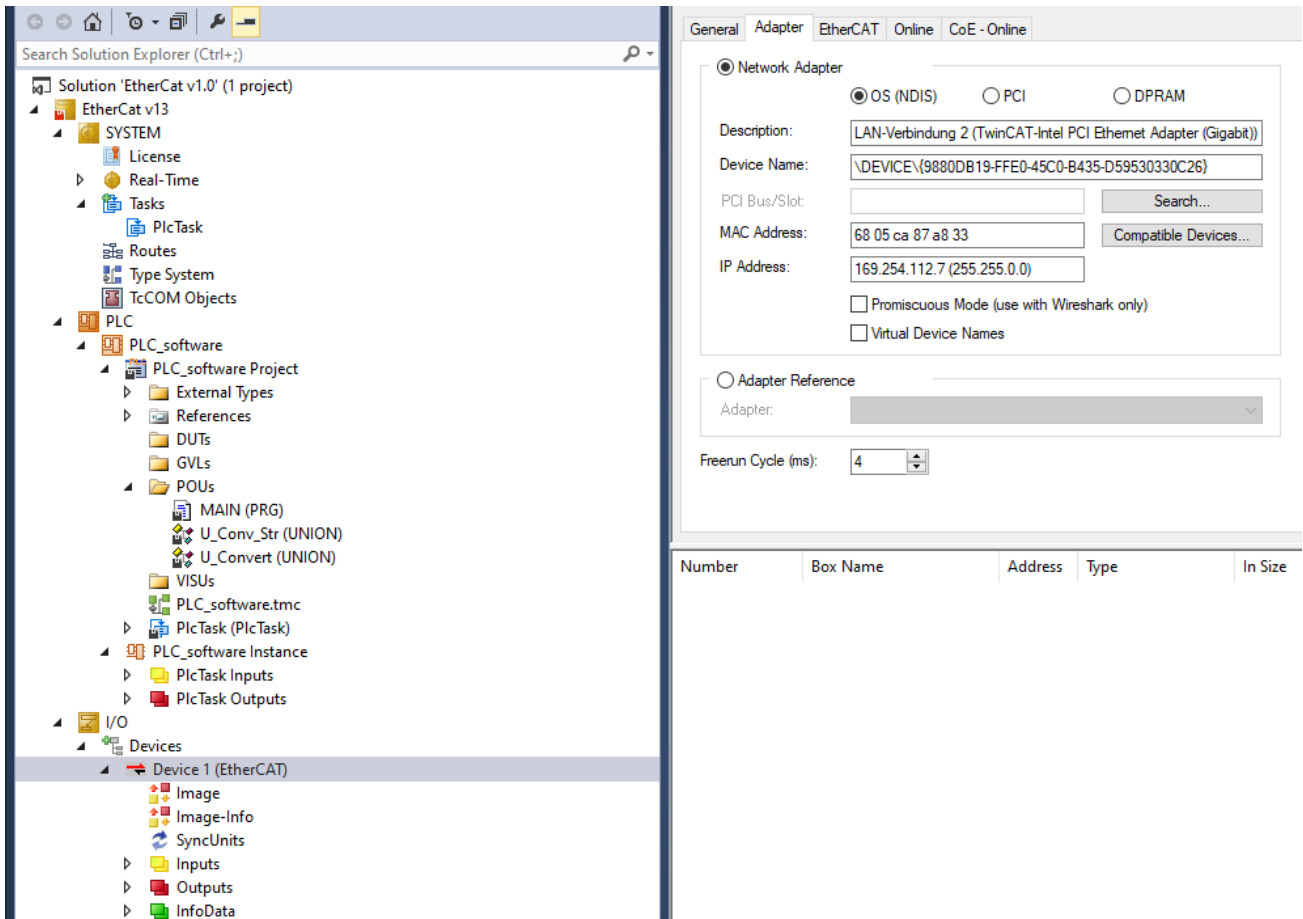 Search Solution Explorer (Ctrl+;)
Solution 'EtherCat v1.0' (1 project)
EtherCat v13
SYSTEM
License
Real-Time
Tasks
PlcTask
Routes
Type System
TcCOM Objects
PLC
PLC_software
PLC_software Project
External Types
References
DUTs
GVLs
POUs
MAIN (PRG)
U_Conv_Str (UNION)
U_Convert (UNION)
VISUs
PLC_software.tmc
PlcTask (PlcTask)
PLC_software Instance
PlcTask Inputs
PlcTask Outputs
I/O
Devices
Device 1 (EtherCAT)
Image
Image-Info
SyncUnits
Inputs
Outputs
InfoData
General Adapter EtherCAT Online CoE - Online
Network Adapter
OS (NDIS) PCI DPRAM
Description: LAN-Verbindung 2 (TwinCAT-Intel PCI Ethernet Adapter (Gigabit))
Device Name: \DEVICE\{9880DB19-FFE0-45C0-B435-D59530330C26}
PCI Bus/Slot: Search...
MAC Address: 68 05 ca 87 a8 33 Compatible Devices...
IP Address: 169.254.112.7 (255.255.0.0)
Promiscuous Mode (use with Wireshark only)
Virtual Device Names
Adapter Reference
Adapter:
Freerun Cycle (ms): 4
Number Box Name Address Type In Size